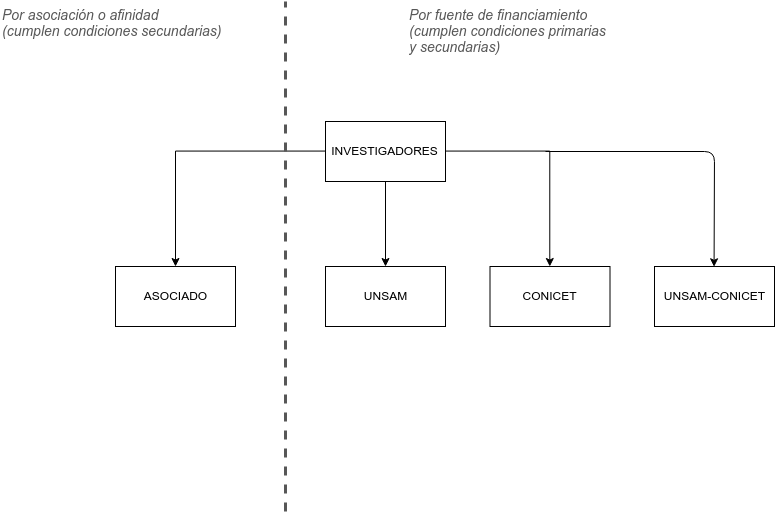 Por asociación o afinidad
(cumplen condiciones secundarias)
Por fuente de financiamiento
(cumplen condiciones primarias
y secundarias)
INVESTIGADORES
ASOCIADO
UNSAM
CONICET
UNSAM-CONICET